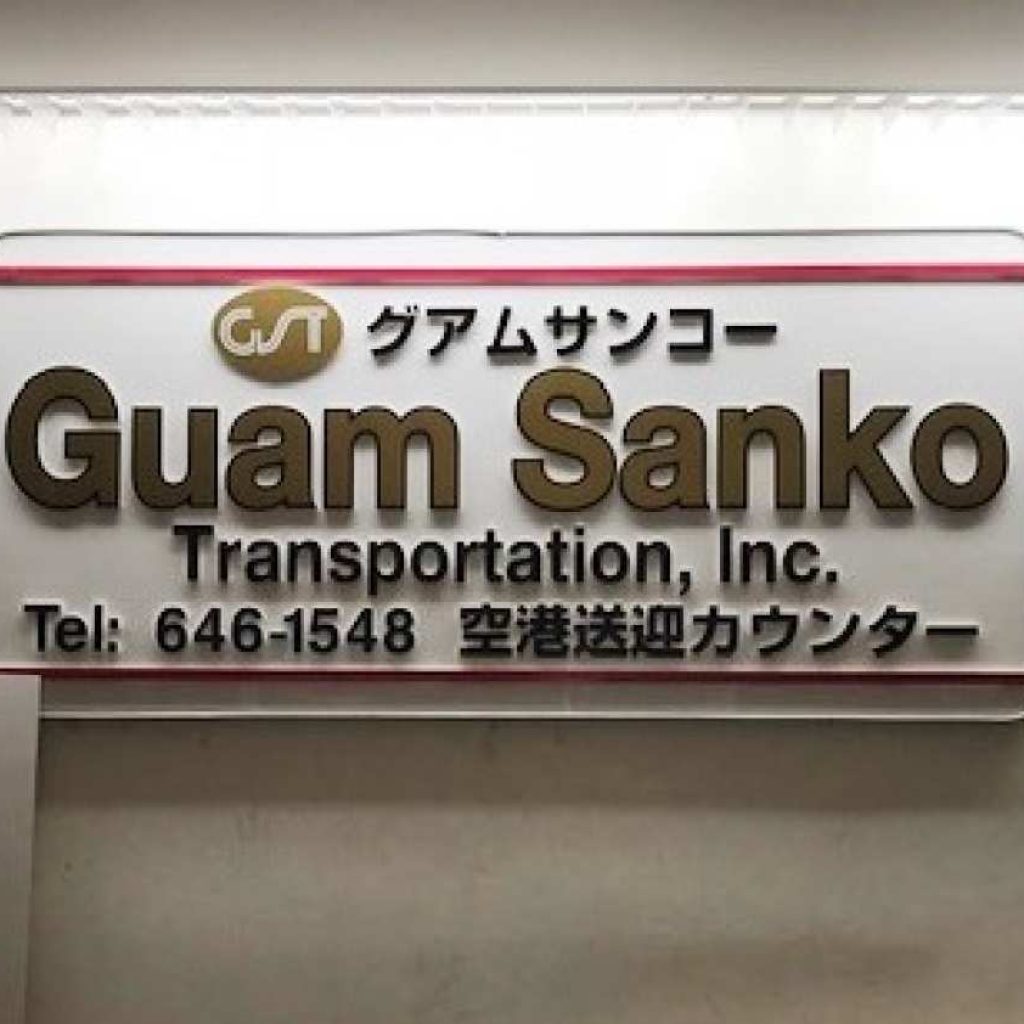 GST グアムサンコー
Guam Sanko
Transportation, Inc.
Tel: 646-1548 空港送迎カウンター